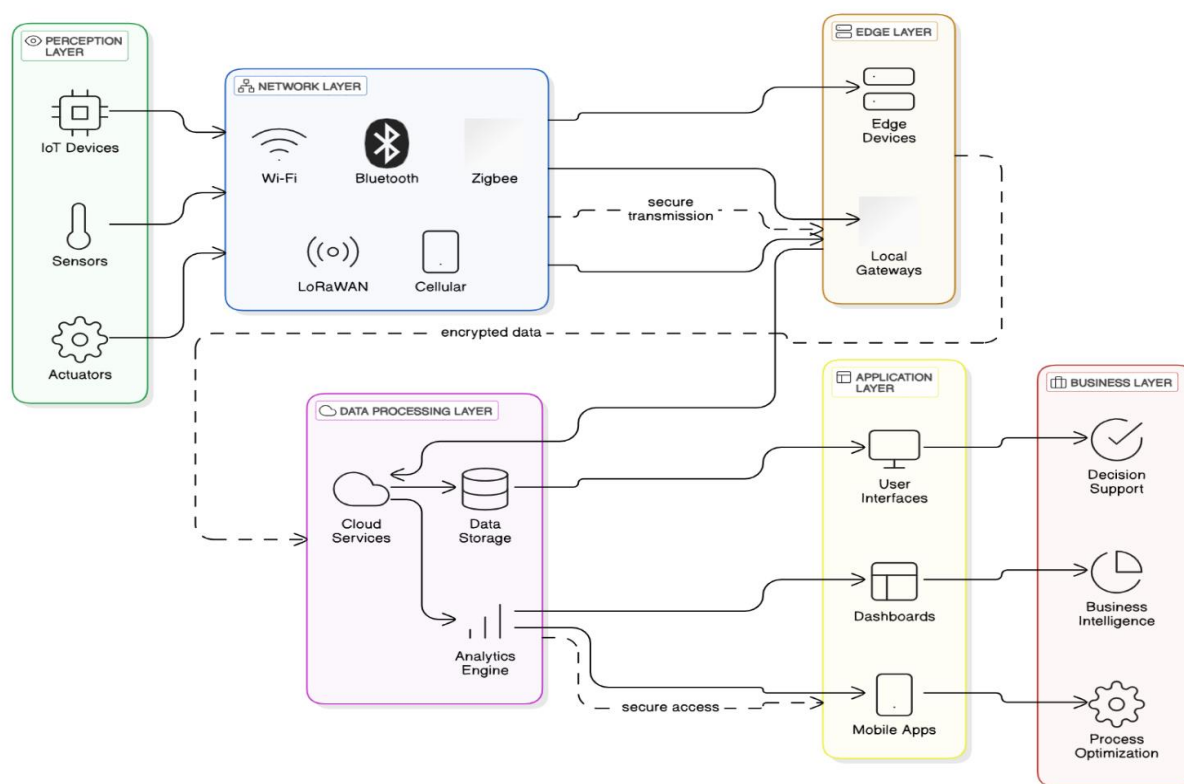 PERCEPTION
LAYER
IoT Devices
Sensors
Actuators
NETWORK LAYER
Wi-Fi
Bluetooth
Zigbee
LoRaWAN
Cellular
secure
transmission
EDGE LAYER
Edge
Devices
Local
Gateways
encrypted data
DATA PROCESSING LAYER
Cloud
Services
Data
Storage
Analytics
Engine
secure access
APPLICATION
LAYER
User
Interfaces
Dashboards
Mobile Apps
BUSINESS LAYER
Decision
Support
Business
Intelligence
Process
Optimization